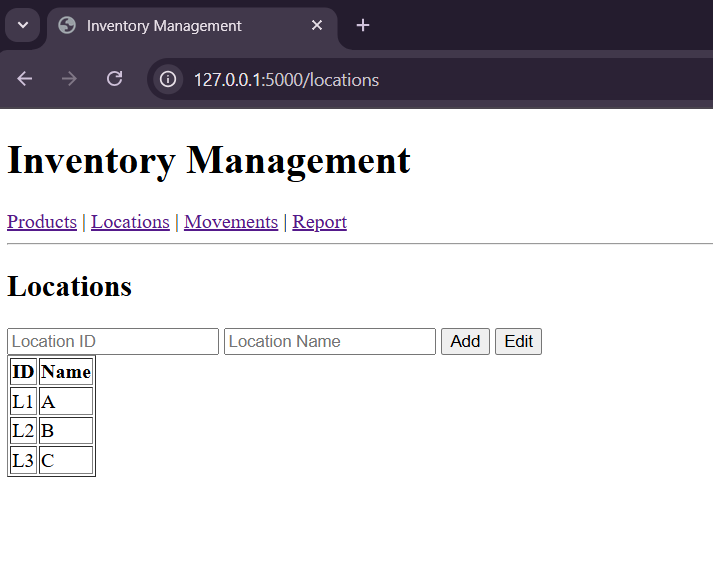 Inventory Management
127.0.0.1:5000/locations
Inventory Management
Products | Locations | Movements | Report
Locations
Location ID Location Name Add Edit
ID Name
L1 A
L2 B
L3 C